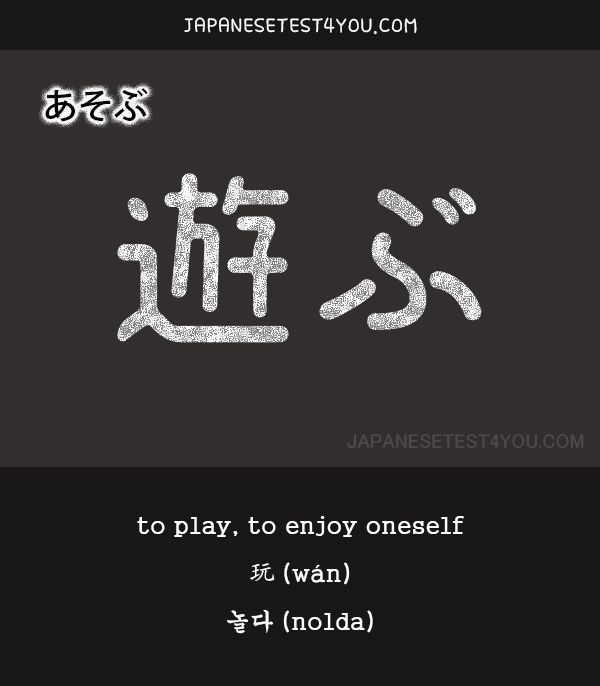 JAPANESETEST4YOU.COM
あそぶ
遊ぶ
JAPANESETEST4YOU.COM
to play, to enjoy oneself
玩 (wán)
놀다 (nolda)